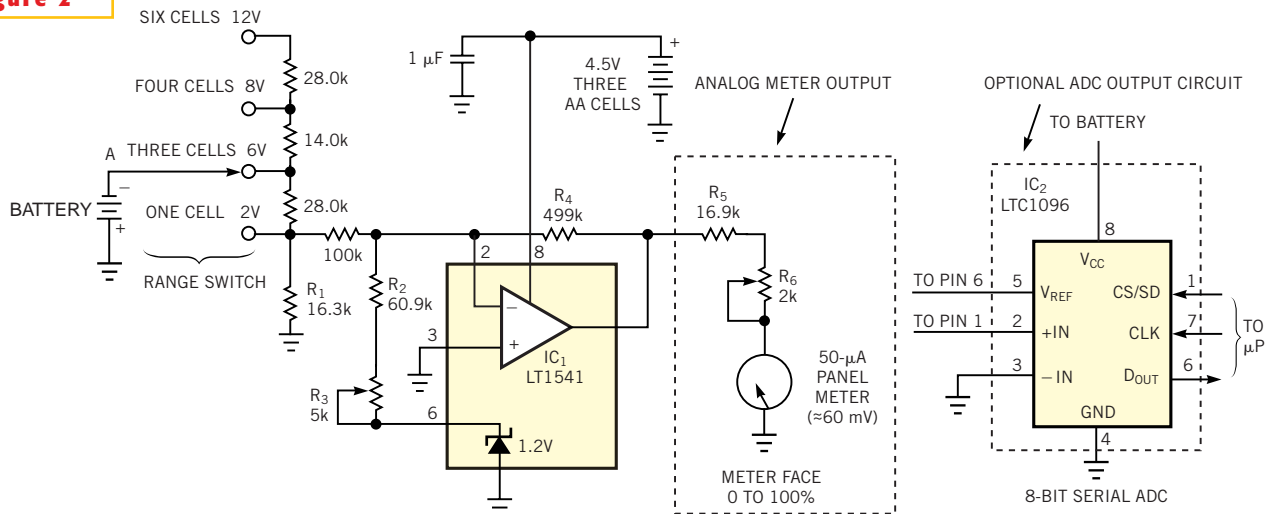 gure 2
SIX CELLS 12V
28.0k
FOUR CELLS 8V
14.0k
A
THREE CELLS 6V
−
BATTERY
+
28.0k
ONE CELL 2V
RANGE SWITCH
100k
R1
16.3k
R2
60.9k
R3
5k
1 µF
4.5V
THREE
AA CELLS
+
R4
499k
2
8
3
−
+
IC1
LT1541
6
1.2V
ANALOG METER OUTPUT
R5
16.9k
R6
2k
50-µA
PANEL
METER
(≈60 mV)
METER FACE
0 TO 100%
OPTIONAL ADC OUTPUT CIRCUIT
TO BATTERY
IC2
LTC1096
8
VCC
TO PIN 6
5
VREF
CS/SD
1
TO PIN 1
2
+IN
CLK
7
TO
µP
3
−IN
DOUT
6
GND
4
8-BIT SERIAL ADC